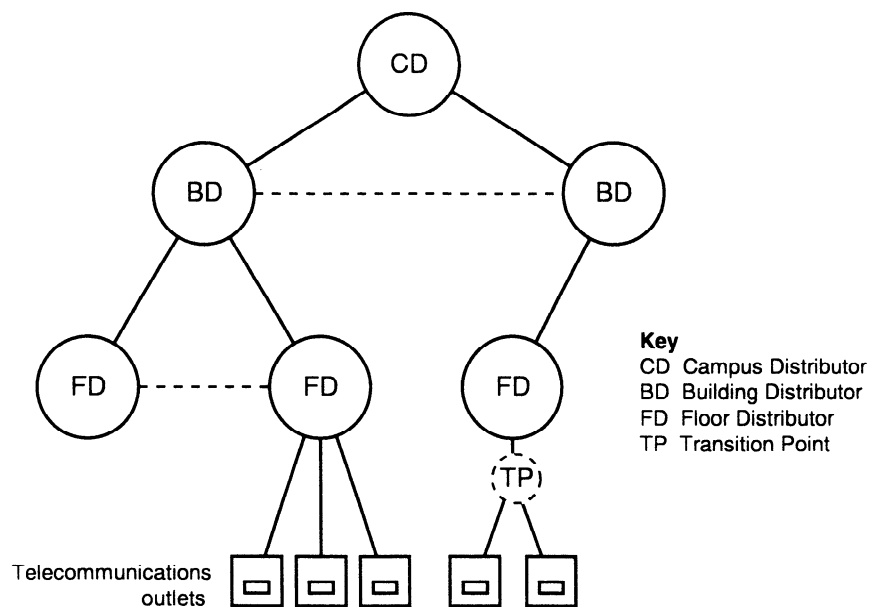 CD
BD
BD
FD
FD
FD
TP
Key
CD Campus Distributor
BD Building Distributor
FD Floor Distributor
TP Transition Point
Telecommunications
outlets